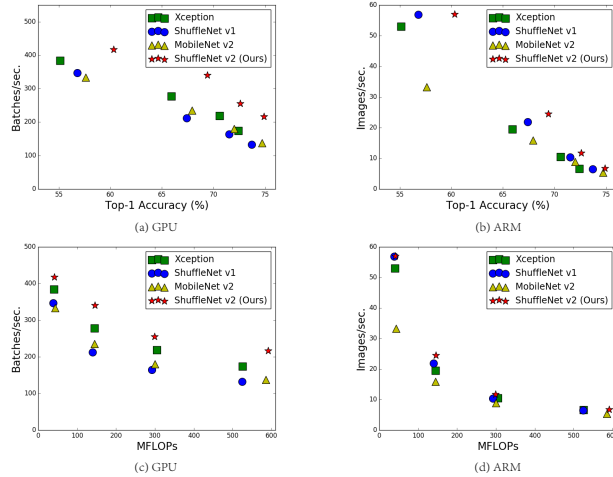 500
400
300
200
100
0
Batches/sec.
Xception
ShuffleNet v1
MobileNet v2
ShuffleNet v2 (Ours)
55 60 65 70 75
Top-1 Accuracy (%)
(a) GPU
60
50
40
30
20
10
0
Images/sec.
Xception
ShuffleNet v1
MobileNet v2
ShuffleNet v2 (Ours)
55 60 65 70 75
Top-1 Accuracy (%)
(b) ARM
500
400
300
200
100
0
Batches/sec.
Xception
ShuffleNet v1
MobileNet v2
ShuffleNet v2 (Ours)
0 100 200 300 400 500 600
MFLOPs
(c) GPU
60
50
40
30
20
10
0
Images/sec.
Xception
ShuffleNet v1
MobileNet v2
ShuffleNet v2 (Ours)
0 100 200 300 400 500 600
MFLOPs
(d) ARM